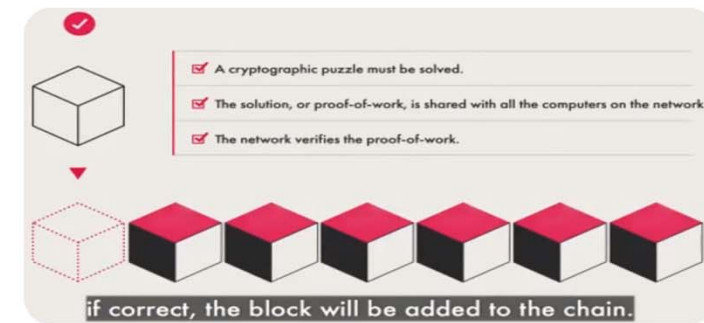 A cryptographic puzzle must be solved.
The solution, or proof-of-work, is shared with all the computers on the network
The network verifies the proof-of-work.
if correct, the block will be added to the chain.